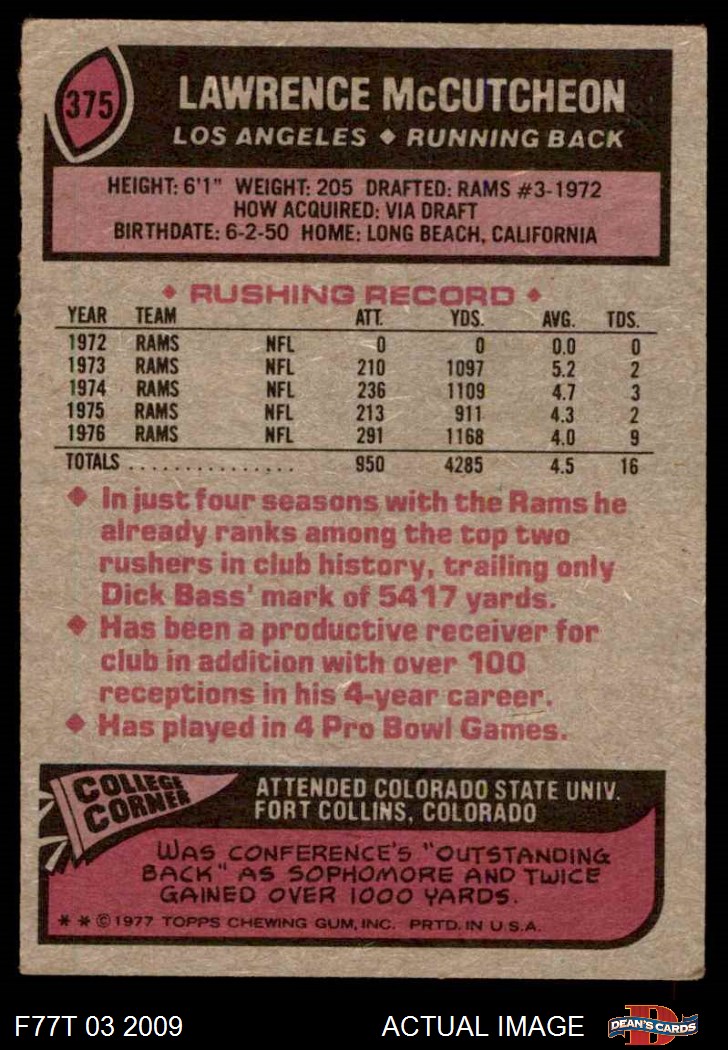 375
LAWRENCE McCUTCHEON
LOS ANGELES ◆ RUNNING BACK
HEIGHT: 6'1" WEIGHT: 205 DRAFTED: RAMS #3-1972
HOW ACQUIRED: VIA DRAFT
BIRTHDATE: 6-2-50 HOME: LONG BEACH, CALIFORNIA
◆ RUSHING RECORD ◆
YEAR TEAM ATT. YDS. AVG. TDS.
1972 RAMS NFL 0 0 0.0 0
1973 RAMS NFL 210 1097 5.2 2
1974 RAMS NFL 236 1109 4.7 3
1975 RAMS NFL 213 911 4.3 2
1976 RAMS NFL 291 1168 4.0 9
TOTALS . . . . . . . . . . . . . . . 950 4285 4.5 16
◆ In just four seasons with the Rams he
already ranks among the top two
rushers in club history, trailing only
Dick Bass' mark of 5417 yards.
◆ Has been a productive receiver for
club in addition with over 100
receptions in his 4-year career.
◆ Has played in 4 Pro Bowl Games.
COLLEGE
CORNER
ATTENDED COLORADO STATE UNIV.
FORT COLLINS, COLORADO
WAS CONFERENCE'S "OUTSTANDING
BACK" AS SOPHOMORE AND TWICE
GAINED OVER 1000 YARDS.
* * © 1977 TOPPS CHEWING GUM, INC. PRTD. IN U.S.A.
F77T 03 2009 ACTUAL IMAGE
D
DEAN'S CARDS